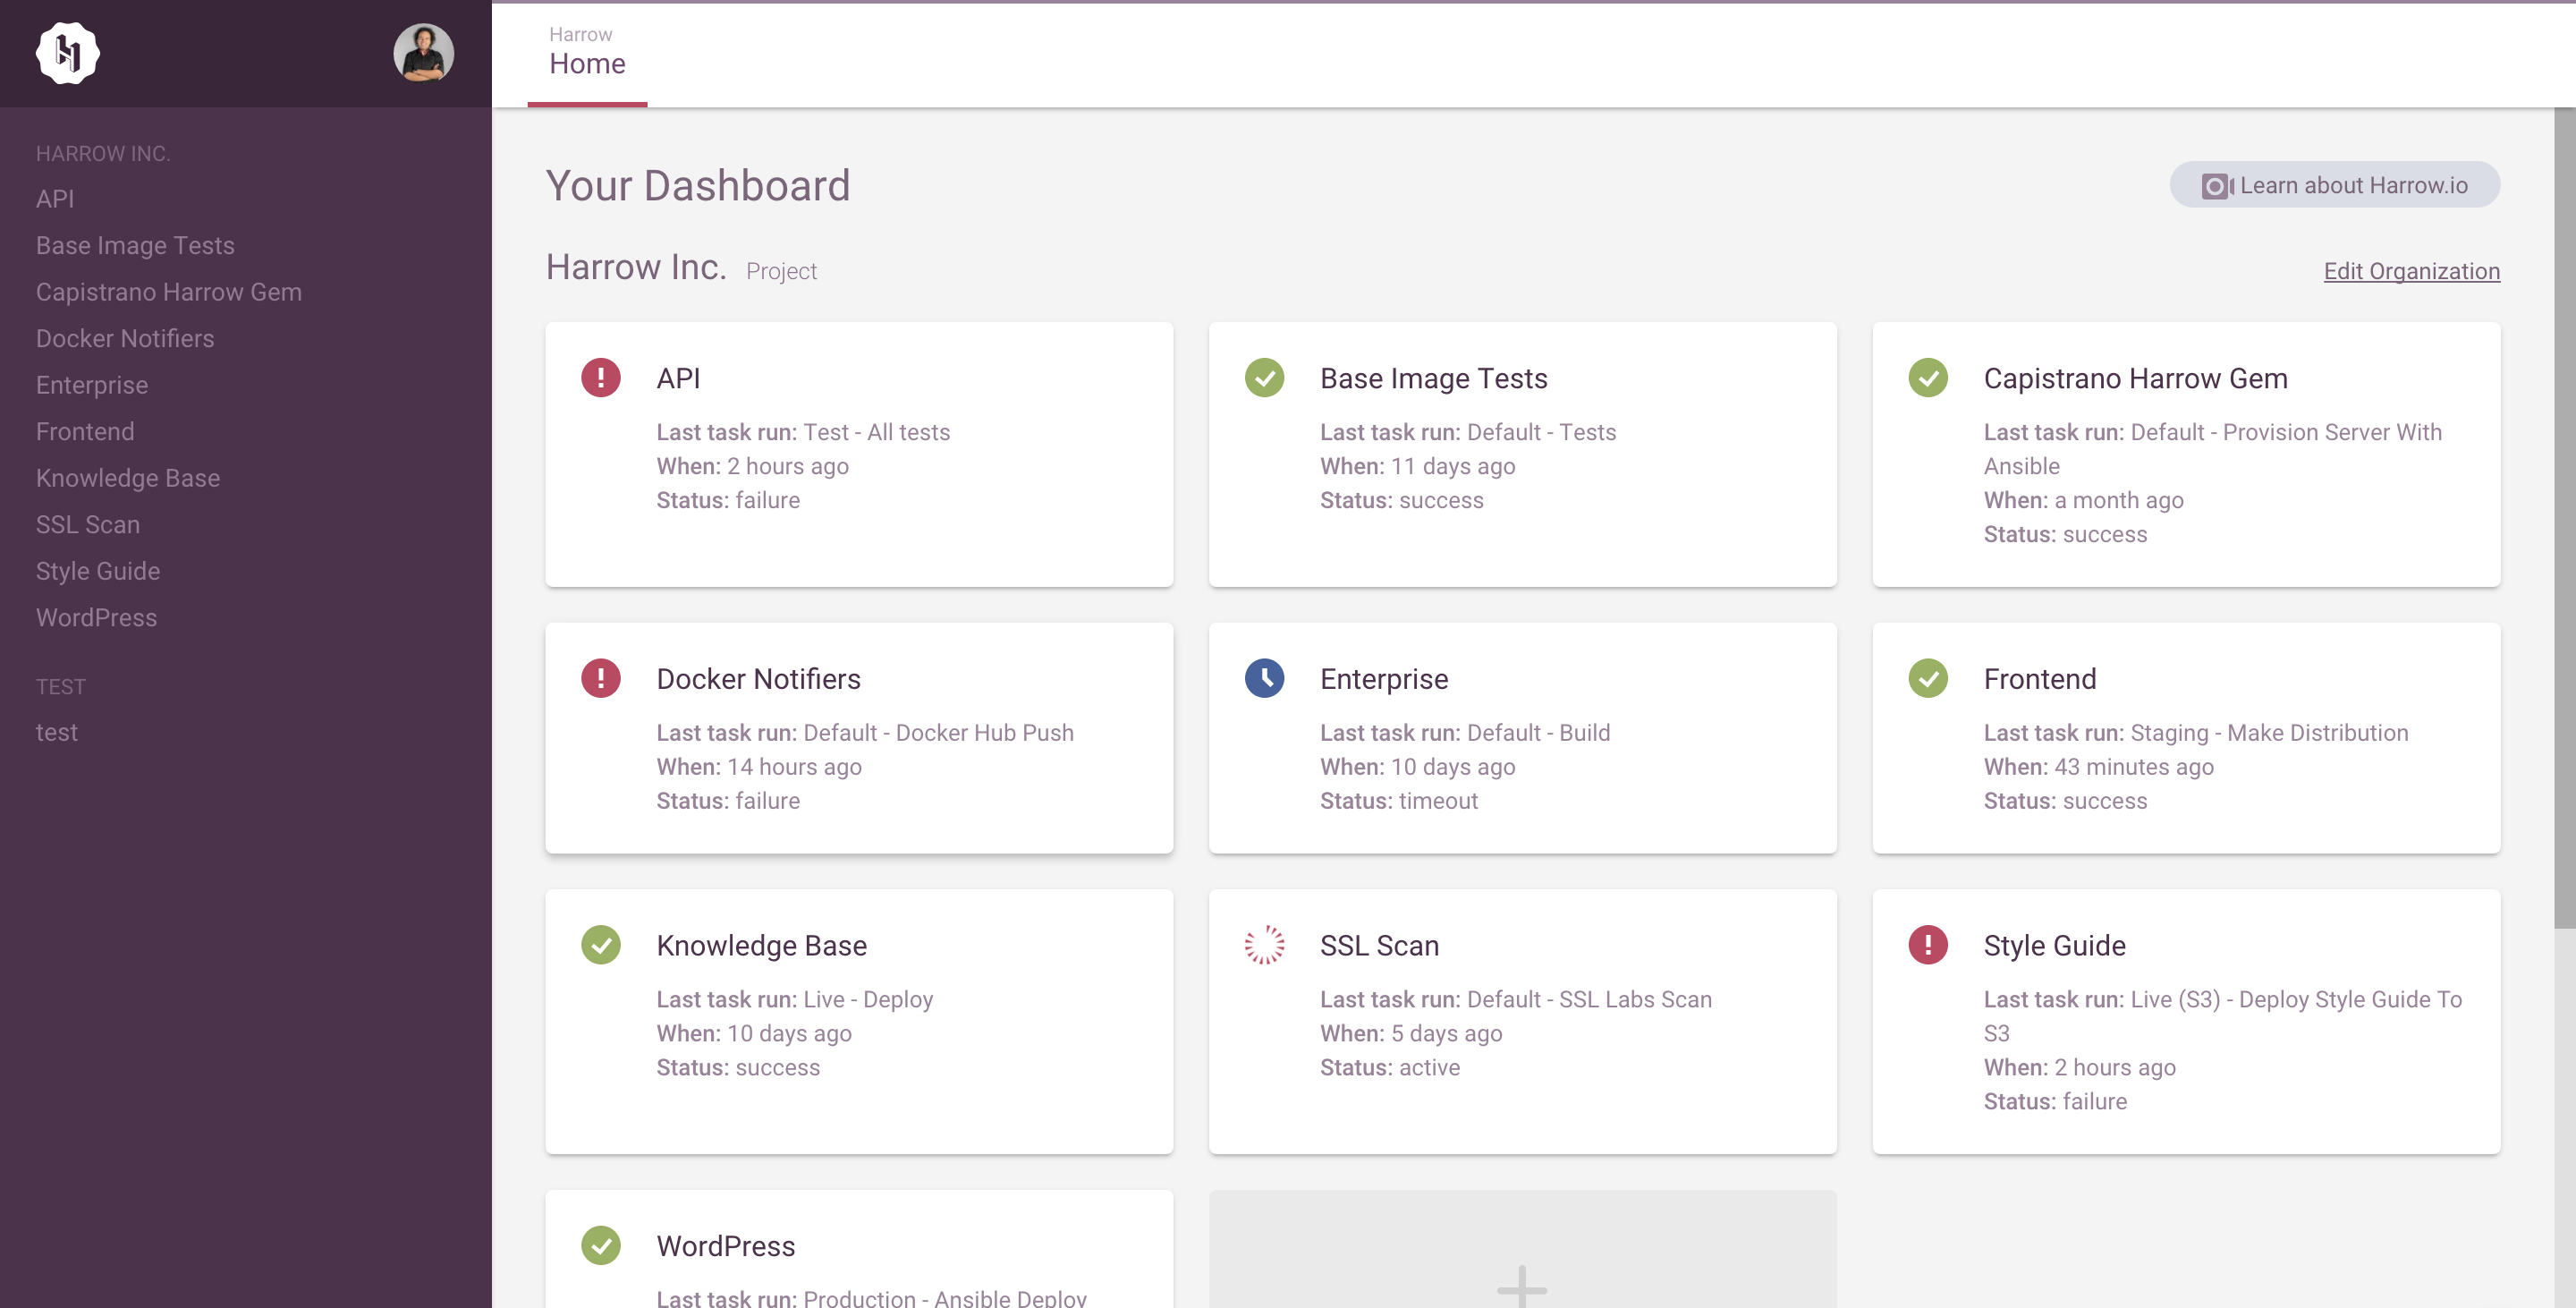 HARROW INC.
API
Base Image Tests
Capistrano Harrow Gem
Docker Notifiers
Enterprise
Frontend
Knowledge Base
SSL Scan
Style Guide
WordPress
TEST
test
Harrow
Home
Your Dashboard
Learn about Harrow.io
Harrow Inc. Project
Edit Organization
API
Last task run: Test - All tests
When: 2 hours ago
Status: failure
Base Image Tests
Last task run: Default - Tests
When: 11 days ago
Status: success
Capistrano Harrow Gem
Last task run: Default - Provision Server With
Ansible
When: a month ago
Status: success
Docker Notifiers
Last task run: Default - Docker Hub Push
When: 14 hours ago
Status: failure
Enterprise
Last task run: Default - Build
When: 10 days ago
Status: timeout
Frontend
Last task run: Staging - Make Distribution
When: 43 minutes ago
Status: success
Knowledge Base
Last task run: Live - Deploy
When: 10 days ago
Status: success
SSL Scan
Last task run: Default - SSL Labs Scan
When: 5 days ago
Status: active
Style Guide
Last task run: Live (S3) - Deploy Style Guide To
S3
When: 2 hours ago
Status: failure
WordPress
Last task run: Production - Ansible Deploy